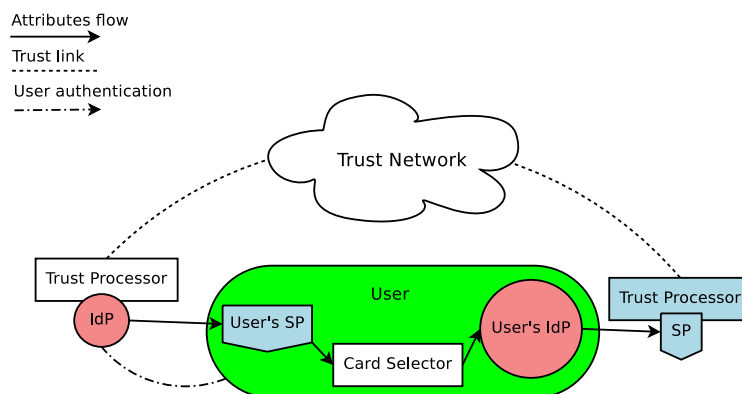 Attributes flow
Trust link
User authentication
Trust Network
Trust Processor
IdP
User
User's SP
Card Selector
User's IdP
Trust Processor
SP